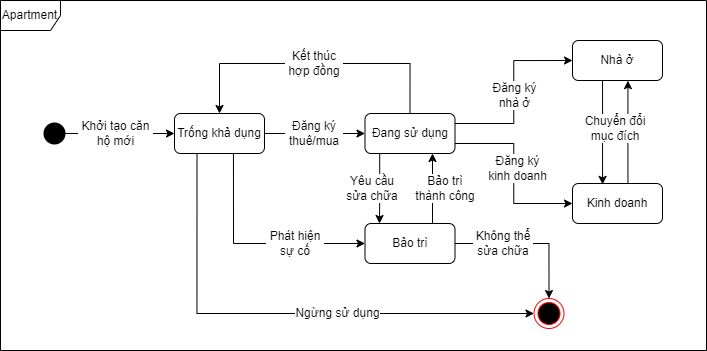 Apartment
Kết thúc
hợp đồng
Nhà ở
Đăng ký
nhà ở
Khởi tạo căn
hộ mới
Trống khả dụng
Đăng ký
thuê/mua
Đang sử dụng
Chuyển đổi
mục đích
Đăng ký
kinh doanh
Yêu cầu
sửa chữa
Bảo trì
thành công
Kinh doanh
Phát hiện
sự cố
Bảo trì
Không thể
sửa chữa
Ngừng sử dụng